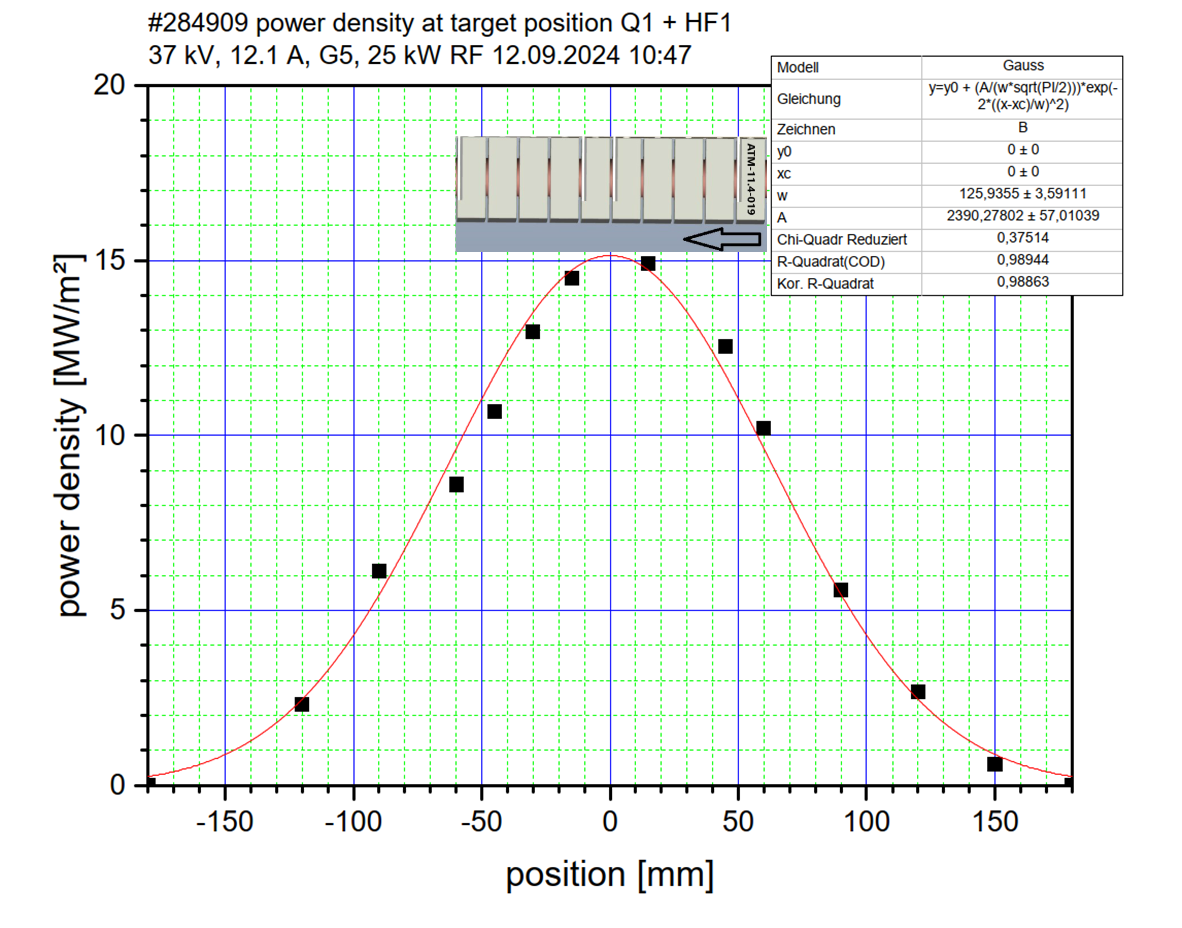 #284909 power density at target position Q1 + HF1
37 kV, 12.1 A, G5, 25 kW RF 12.09.2024 10:47
Modell Gauss
Gleichung y=y0 + (A/(w*sqrt(PI/2)))*exp(-
2*((x-xc)/w)^2)
Zeichnen B
y0 0 ± 0
xc 0 ± 0
w 125,9355 ± 3,59111
A 2390,27802 ± 57,01039
Chi-Quadr Reduziert 0,37514
R-Quadrat(COD) 0,98944
Kor. R-Quadrat 0,98863
ATM-11.4-019
power density [MW/m²]
20
15
10
5
0
-150 -100 -50 0 50 100 150
position [mm]